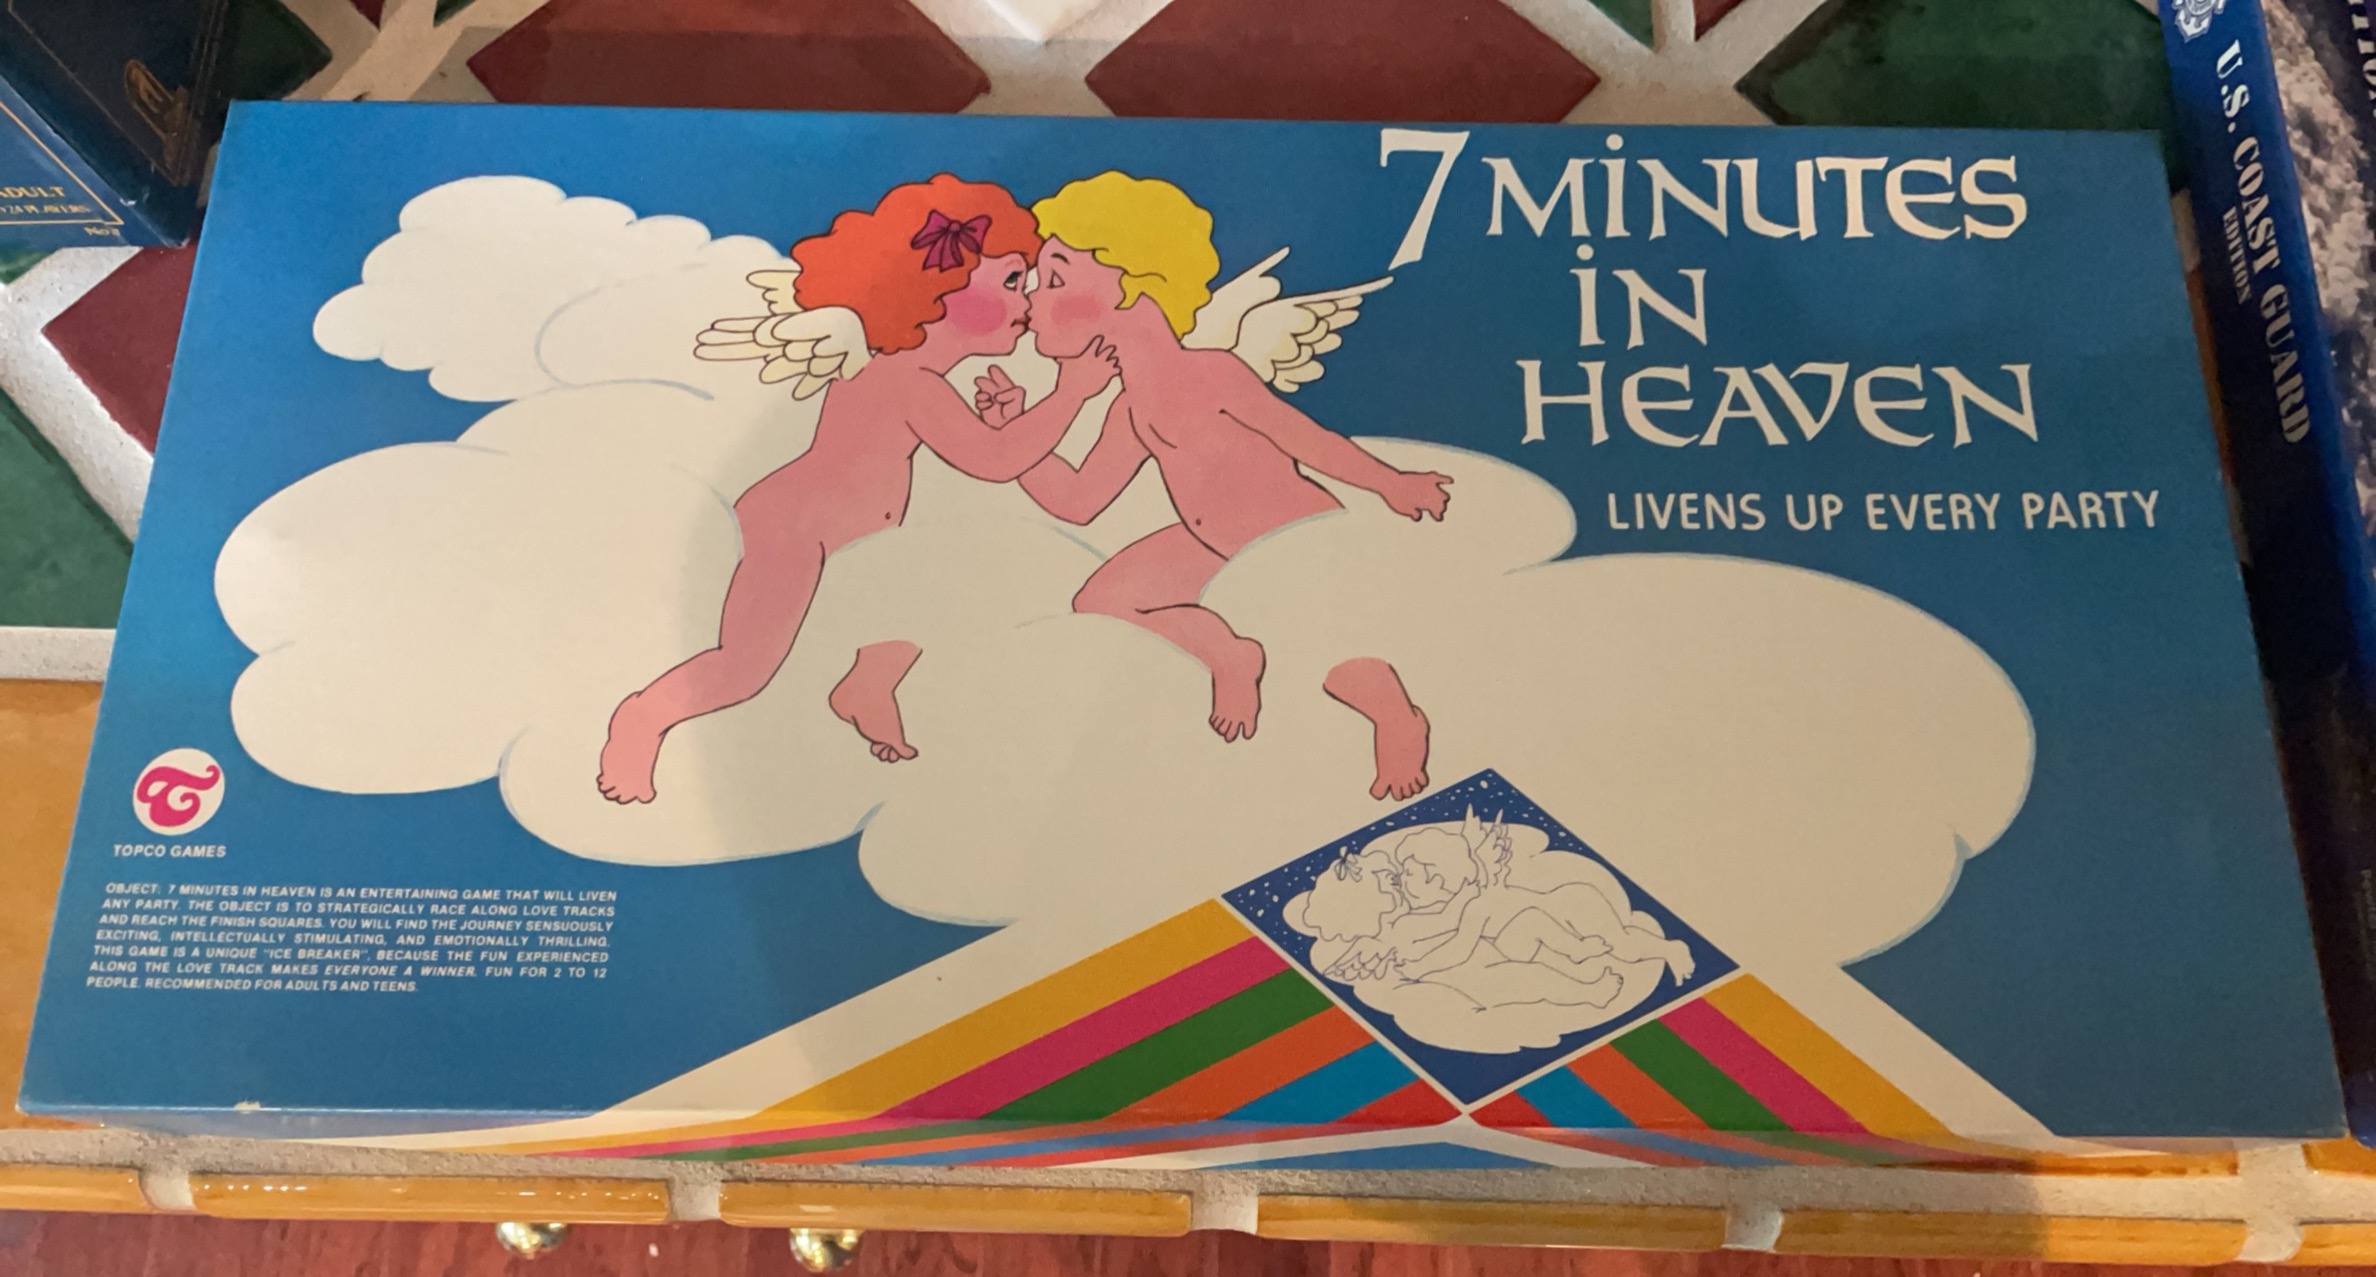 ADULT
No 2
7 MINUTES
IN
HEAVEN
LIVENS UP EVERY PARTY
TOPCO GAMES
OBJECT: 7 MINUTES IN HEAVEN IS AN ENTERTAINING GAME THAT WILL LIVEN
ANY PARTY. THE OBJECT IS TO STRATEGICALLY RACE ALONG LOVE TRACKS
AND REACH THE FINISH SQUARES. YOU WILL FIND THE JOURNEY SENSUOUSLY
EXCITING, INTELLECTUALLY STIMULATING, AND EMOTIONALLY THRILLING.
THIS GAME IS A UNIQUE "ICE BREAKER", BECAUSE THE FUN EXPERIENCED
ALONG THE LOVE TRACK MAKES EVERYONE A WINNER. FUN FOR 2 TO 12
PEOPLE. RECOMMENDED FOR ADULTS AND TEENS.
U.S. COAST GUARD
EDITION